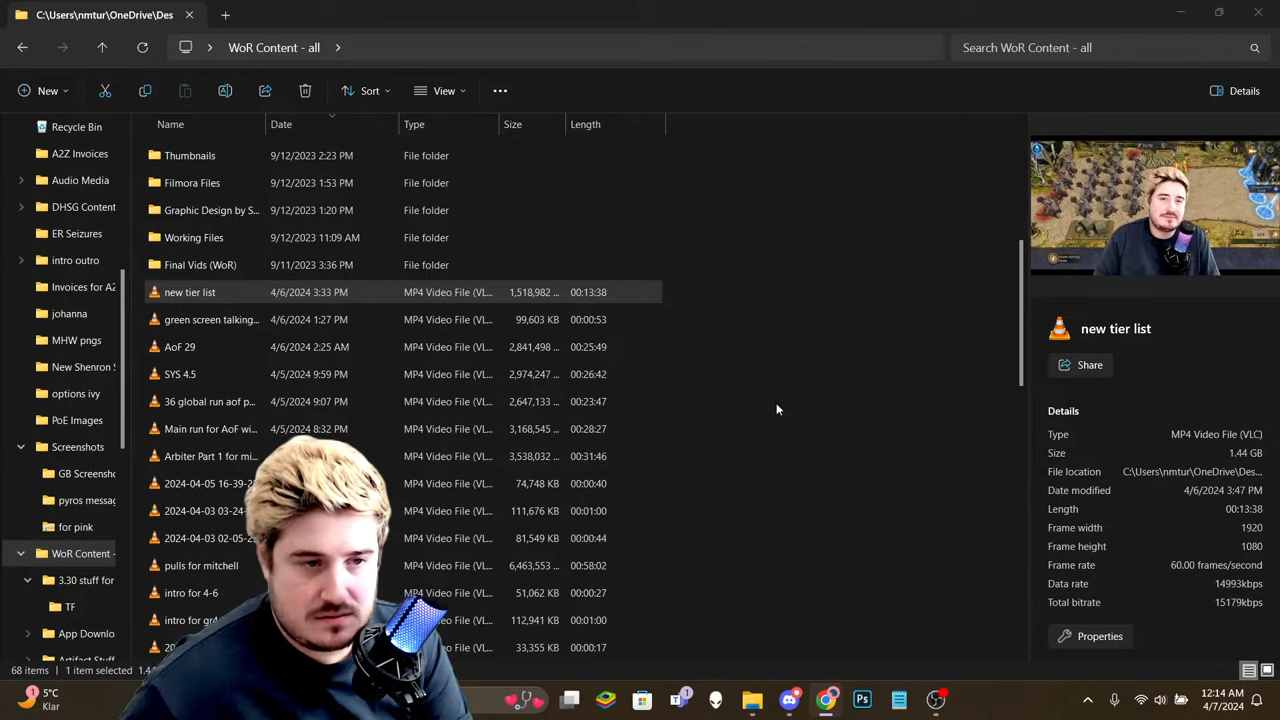 C:\Users\nmtur\OneDrive\Des
WoR Content - all
Search WoR Content - all
New
Sort
View
Details
Name Date Type Size Length
Recycle Bin
A2Z Invoices
Audio Media
DHSG Content
ER Seizures
intro outro
Invoices for A2
johanna
MHW pngs
New Shenron S
options ivy
PoE Images
Screenshots
GB Screensho
pyros messag
for pink
WoR Content -
3.30 stuff for
TF
App Downlo
Artifact Stuff
Thumbnails 9/12/2023 2:23 PM File folder
Filmora Files 9/12/2023 1:53 PM File folder
Graphic Design by S... 9/12/2023 1:20 PM File folder
Working Files 9/12/2023 11:09 AM File folder
Final Vids (WoR) 9/11/2023 3:36 PM File folder
new tier list 4/6/2024 3:33 PM MP4 Video File (VL... 1,518,982 ... 00:13:38
green screen talking... 4/6/2024 1:27 PM MP4 Video File (VL... 99,603 KB 00:00:53
AoF 29 4/6/2024 2:25 AM MP4 Video File (VL... 2,841,498 ... 00:25:49
SYS 4.5 4/5/2024 9:59 PM MP4 Video File (VL... 2,974,247 ... 00:26:42
36 global run aof p... 4/5/2024 9:07 PM MP4 Video File (VL... 2,647,133 ... 00:23:47
Main run for AoF wi... 4/5/2024 8:32 PM MP4 Video File (VL... 3,168,545 ... 00:28:27
Arbiter Part 1 for mi... MP4 Video File (VL... 3,538,032 ... 00:31:46
2024-04-05 16-39-2 MP4 Video File (VL... 74,748 KB 00:00:40
2024-04-03 03-24- MP4 Video File (VL... 111,676 KB 00:01:00
2024-04-03 02-05- MP4 Video File (VL... 81,549 KB 00:00:44
pulls for mitchell MP4 Video File (VL... 6,463,553 ... 00:58:02
intro for 4-6 MP4 Video File (VL... 51,062 KB 00:00:27
intro for gr4 MP4 Video File (VL... 112,941 KB 00:01:00
20 MP4 Video File (VL... 33,355 KB 00:00:17
new tier list
Share
Details
Type MP4 Video File (VLC)
Size 1.44 GB
File location C:\Users\nmtur\OneDrive\Des...
Date modified 4/6/2024 3:47 PM
Length 00:13:38
Frame width 1920
Frame height 1080
Frame rate 60.00 frames/second
Data rate 14993kbps
Total bitrate 15179kbps
Properties
68 items 1 item selected 1.4
1
5°C
Klar
1
Ps
12:14 AM
4/7/2024